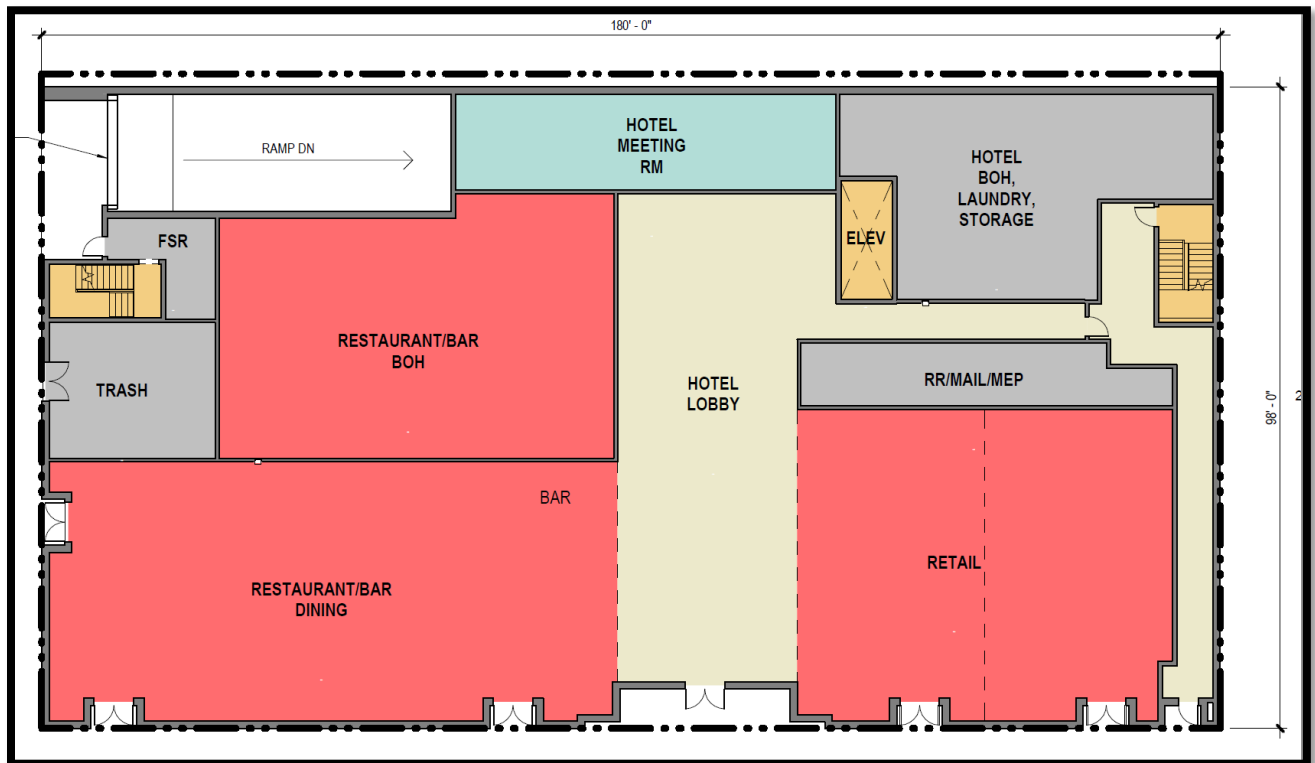 180' - 0"
RAMP DN
HOTEL
MEETING
RM
HOTEL
BOH,
LAUNDRY,
STORAGE
FSR
ELEV
RESTAURANT/BAR
BOH
TRASH
HOTEL
LOBBY
RR/MAIL/MEP
98' - 0"
2
BAR
RETAIL
RESTAURANT/BAR
DINING